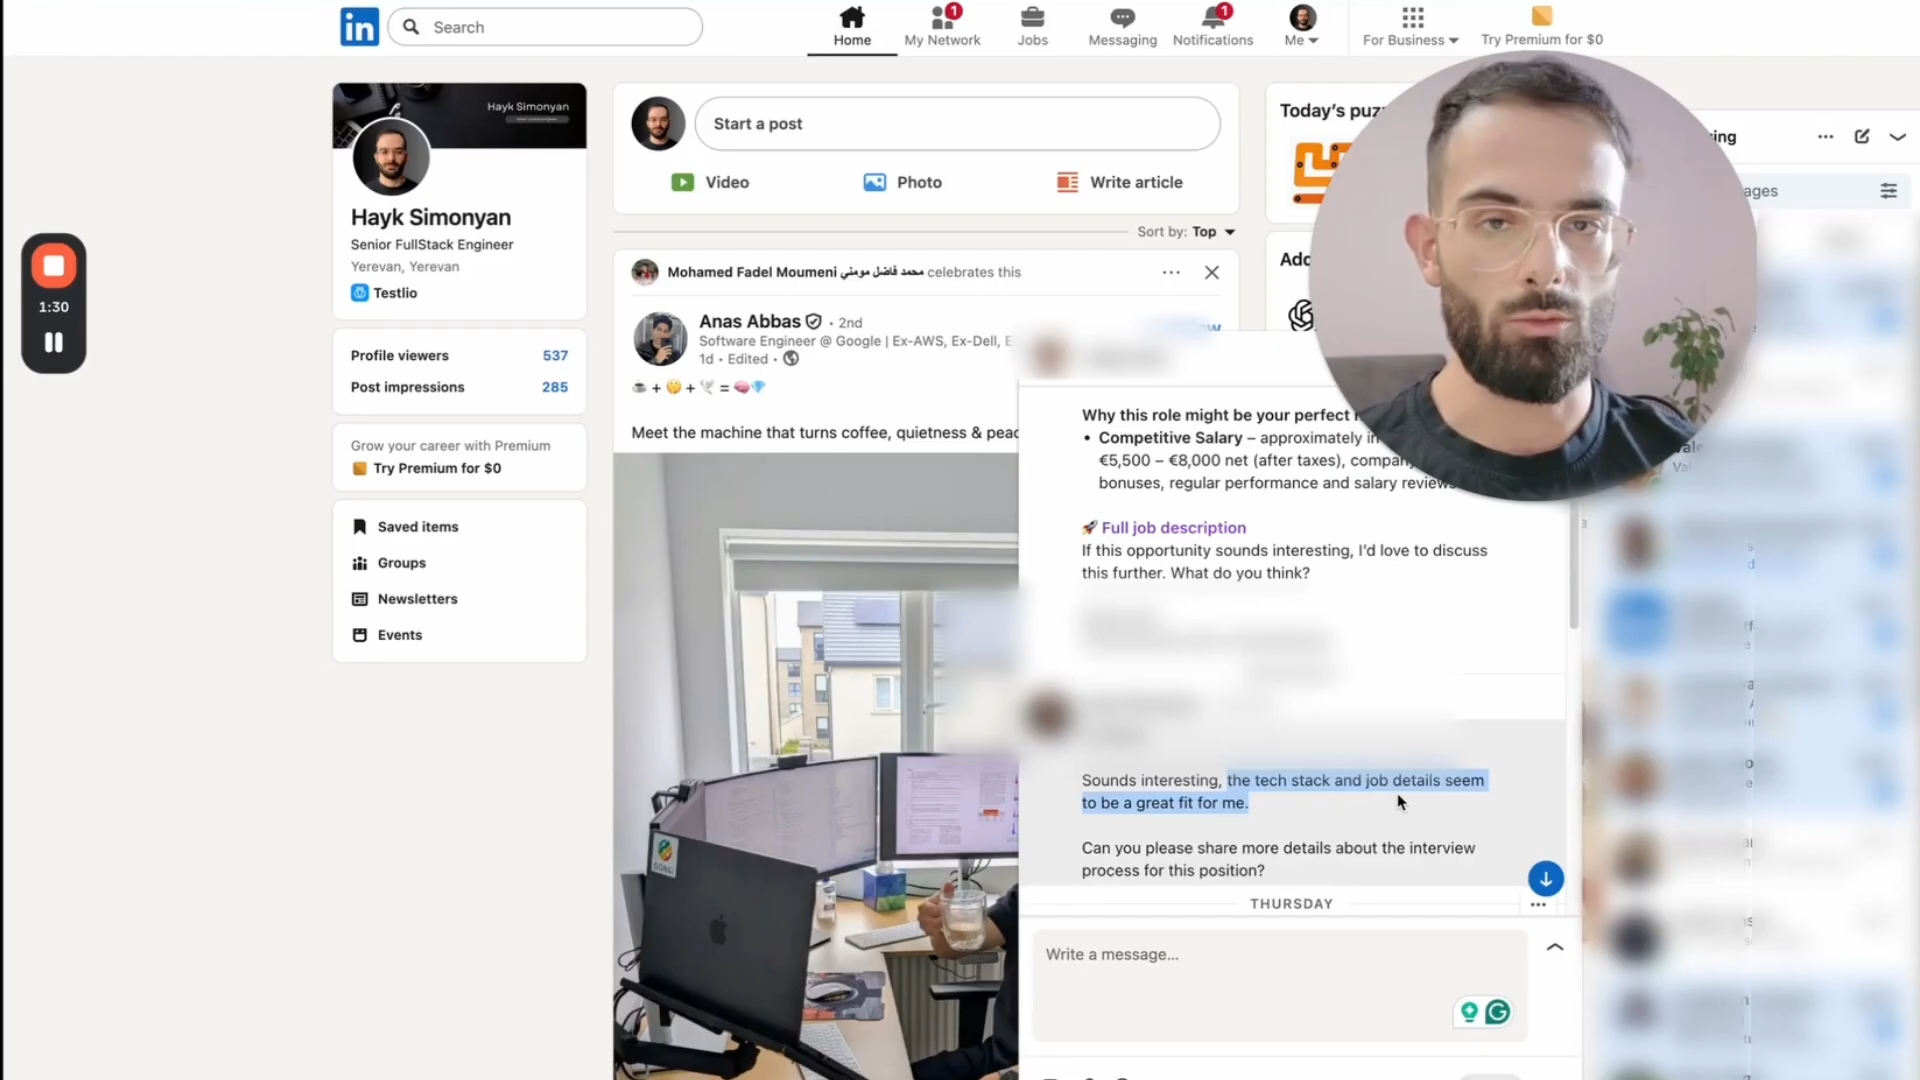 in
Search
1
1
Home
My Network
Jobs
Messaging
Notifications
Me
For Business
Try Premium for $0
Hayk Simonyan
Hayk Simonyan
Senior FullStack Engineer
Yerevan, Yerevan
Testlio
Profile viewers 537
Post impressions 285
Grow your career with Premium
Try Premium for $0
Saved items
Groups
Newsletters
Events
1:30
Start a post
Video
Photo
Write article
Sort by: Top
Mohamed Fadel Moumeni محمد فاضل مومني celebrates this
Anas Abbas • 2nd
Software Engineer @ Google | Ex-AWS, Ex-Dell, E
1d • Edited •
☕ + 🤫 + 🕊️ = 🧠💎
Meet the machine that turns coffee, quietness & peac
Today's puz
Add
ing
ages
Why this role might be your perfect
• Competitive Salary – approximately in
€5,500 – €8,000 net (after taxes), company
bonuses, regular performance and salary reviews
🚀 Full job description
If this opportunity sounds interesting, I'd love to discuss
this further. What do you think?
Sounds interesting, the tech stack and job details seem
to be a great fit for me.
Can you please share more details about the interview
process for this position?
THURSDAY
Write a message...